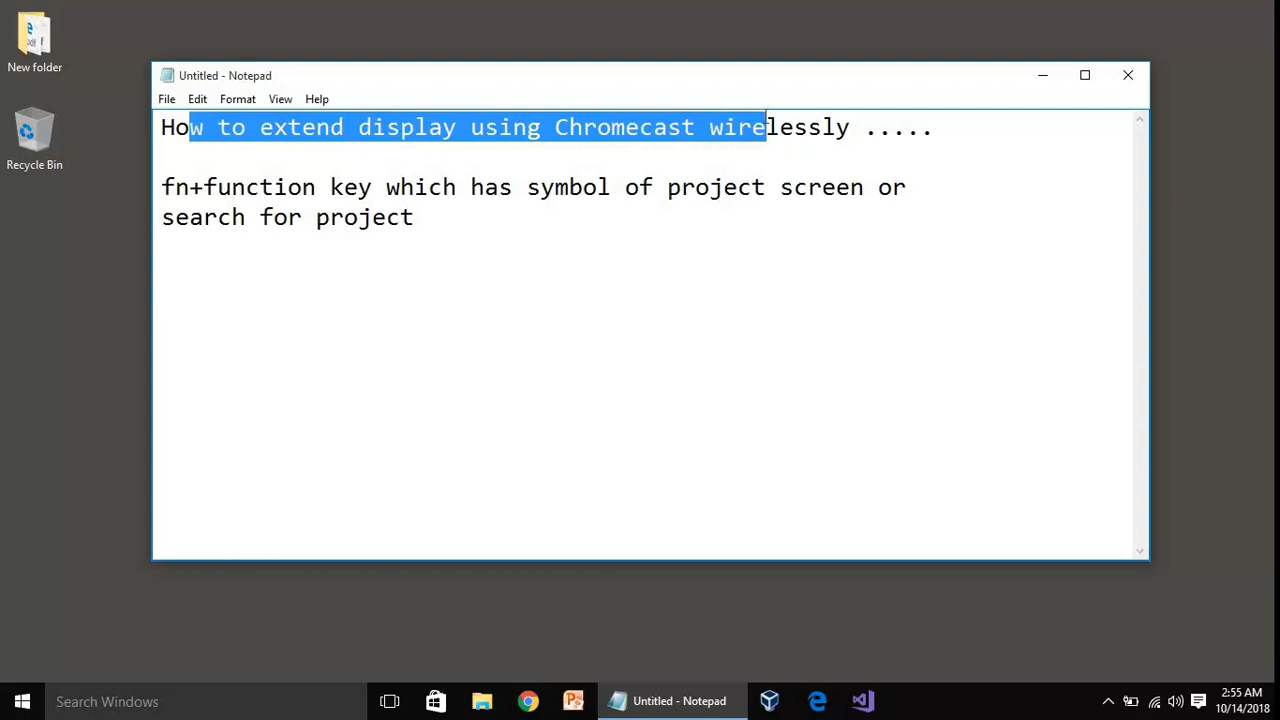 New folder
Recycle Bin
Untitled - Notepad
File Edit Format View Help
How to extend display using Chromecast wirelessly .....
fn+function key which has symbol of project screen or
search for project
Search Windows
Untitled - Notepad
2:55 AM
10/14/2018